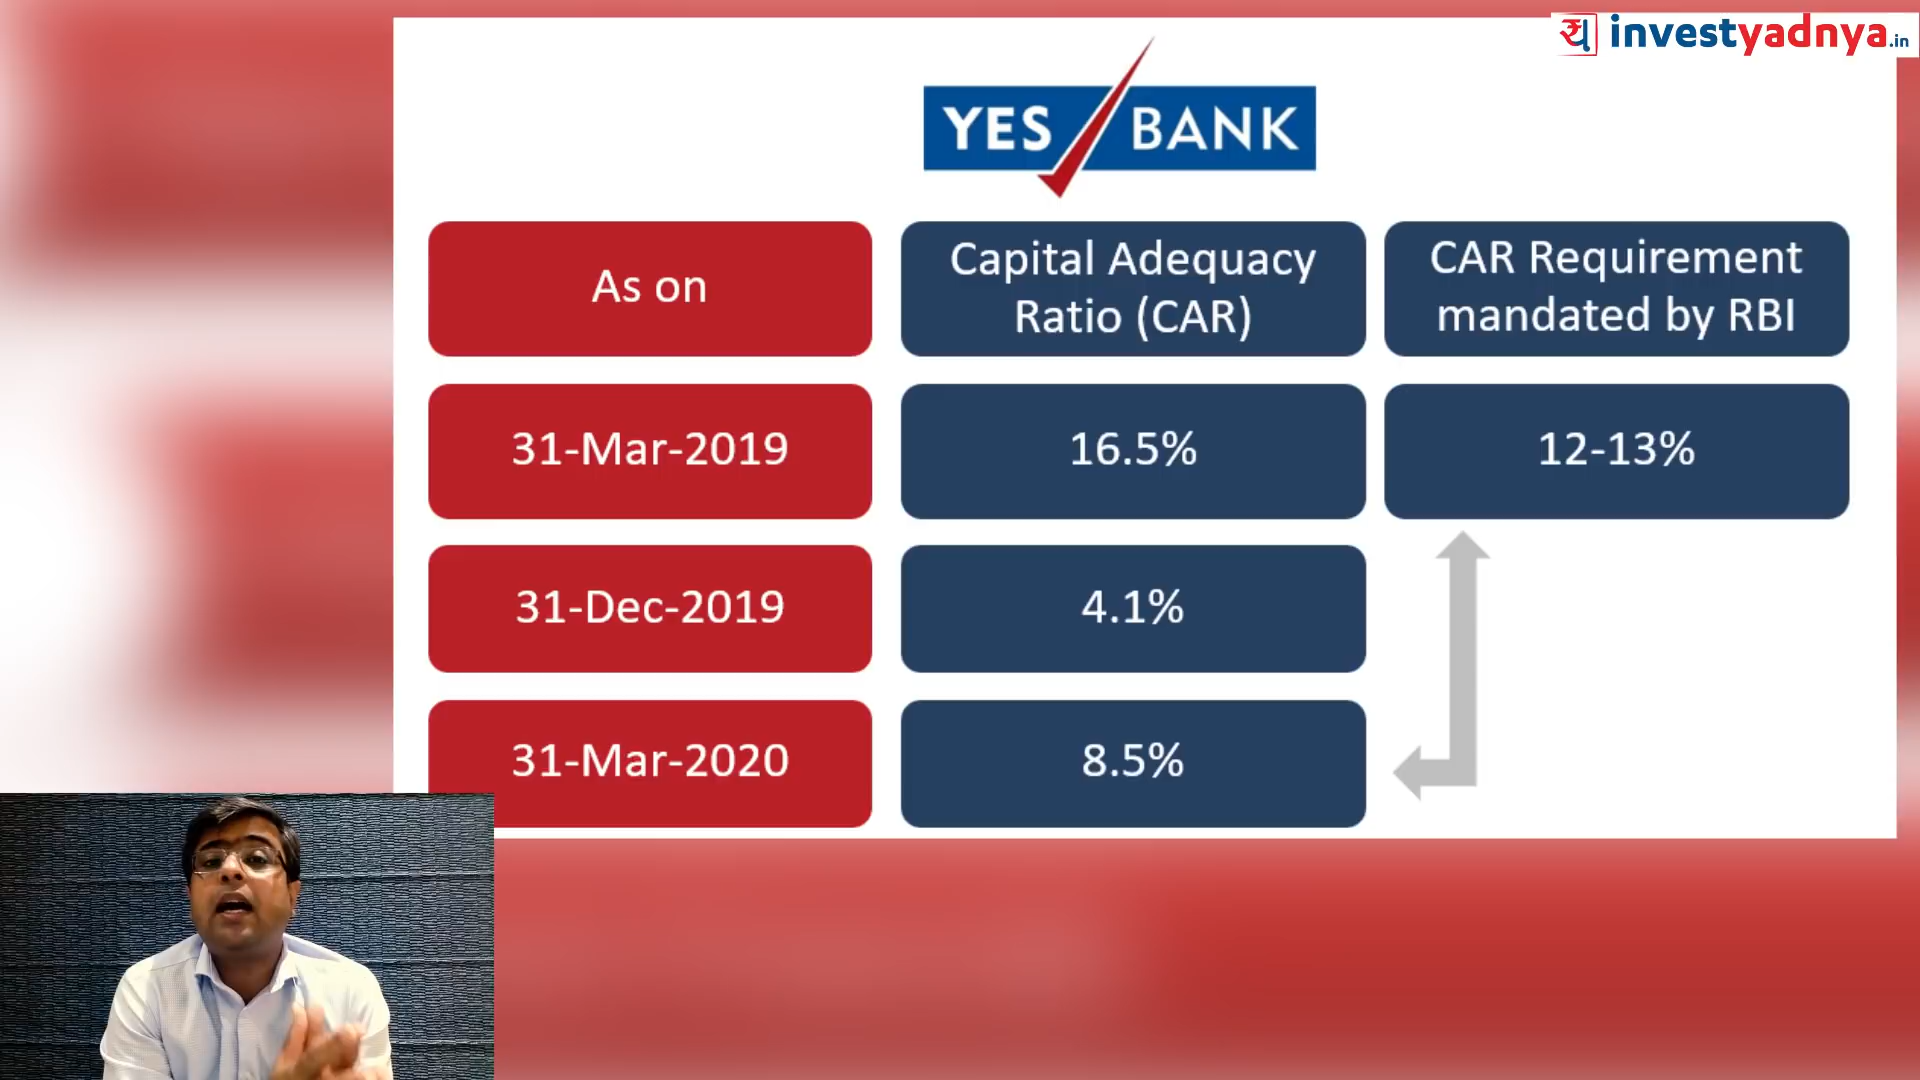 investyadnya.in
YES BANK
As on
Capital Adequacy
Ratio (CAR)
CAR Requirement
mandated by RBI
31-Mar-2019
16.5%
12-13%
31-Dec-2019
4.1%
31-Mar-2020
8.5%